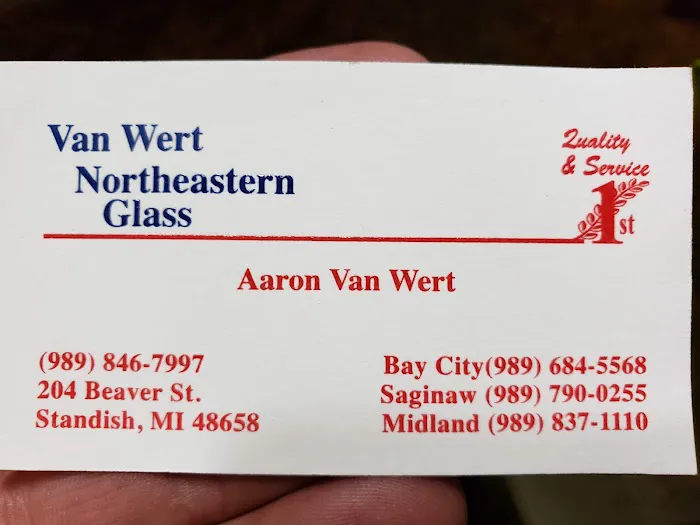 Van Wert
Northeastern
Glass
Quality
& Service
1st
Aaron Van Wert
(989) 846-7997
204 Beaver St.
Standish, MI 48658
Bay City(989) 684-5568
Saginaw (989) 790-0255
Midland (989) 837-1110